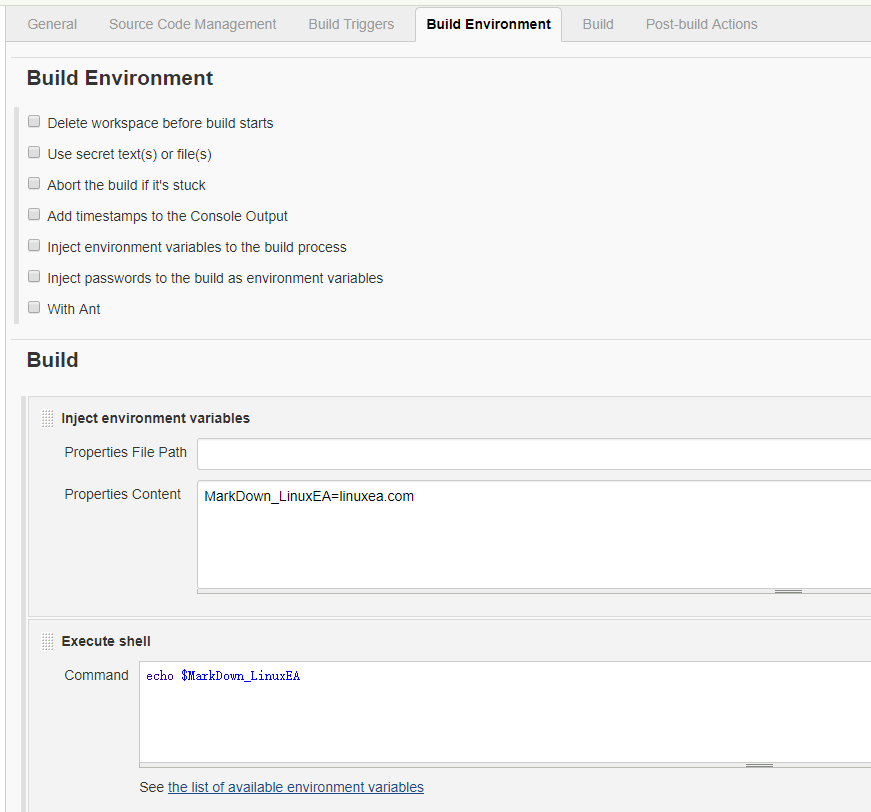 General Source Code Management Build Triggers Build Environment Build Post-build Actions
Build Environment
Delete workspace before build starts
Use secret text(s) or file(s)
Abort the build if it's stuck
Add timestamps to the Console Output
Inject environment variables to the build process
Inject passwords to the build as environment variables
With Ant
Build
Inject environment variables
Properties File Path
Properties Content MarkDown_LinuxEA=linuxea.com
Execute shell
Command echo $MarkDown_LinuxEA
See the list of available environment variables